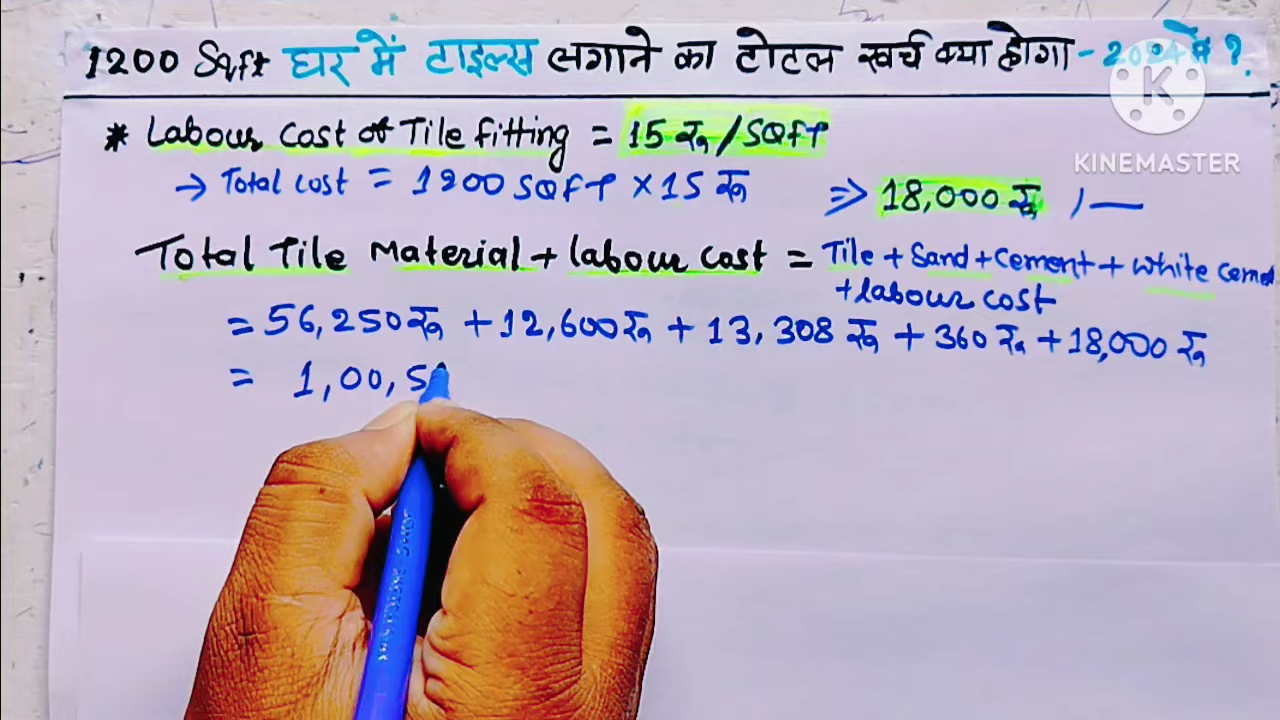 1200 Sqft घर में टाइल्स लगाने का टोटल खर्च क्या होगा - 2024 में ?
KINEMASTER
* Labour Cost of Tile fitting = 15 रू/SQFT
→ Total cost = 1200 SQFT × 15 रू ⇒ 18,000 रू /—
Total Tile Material + labour cost = Tile + Sand + Cement + white
+ labour cost
= 56,250 रू + 12,600 रू + 13,308 रू + 360 रू + 18,000 रू
= 1,00,5